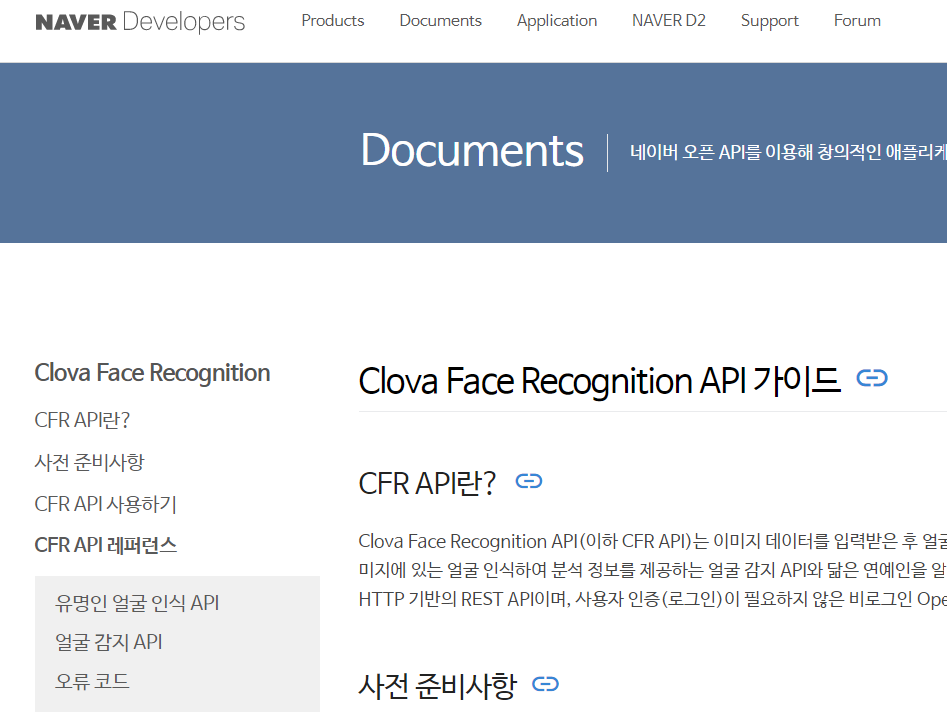 NAVER Developers Products Documents Application NAVER D2 Support Forum
Documents 네이버 오픈 API를 이용해 창의적인 애플리케
Clova Face Recognition
CFR API란?
사전 준비사항
CFR API 사용하기
CFR API 레퍼런스
유명인 얼굴 인식 API
얼굴 감지 API
오류 코드
Clova Face Recognition API 가이드
CFR API란?
Clova Face Recognition API(이하 CFR API)는 이미지 데이터를 입력받은 후 얼굴
미지에 있는 얼굴 인식하여 분석 정보를 제공하는 얼굴 감지 API와 닮은 연예인을 알
HTTP 기반의 REST API이며, 사용자 인증(로그인)이 필요하지 않은 비로그인 Ope
사전 준비사항